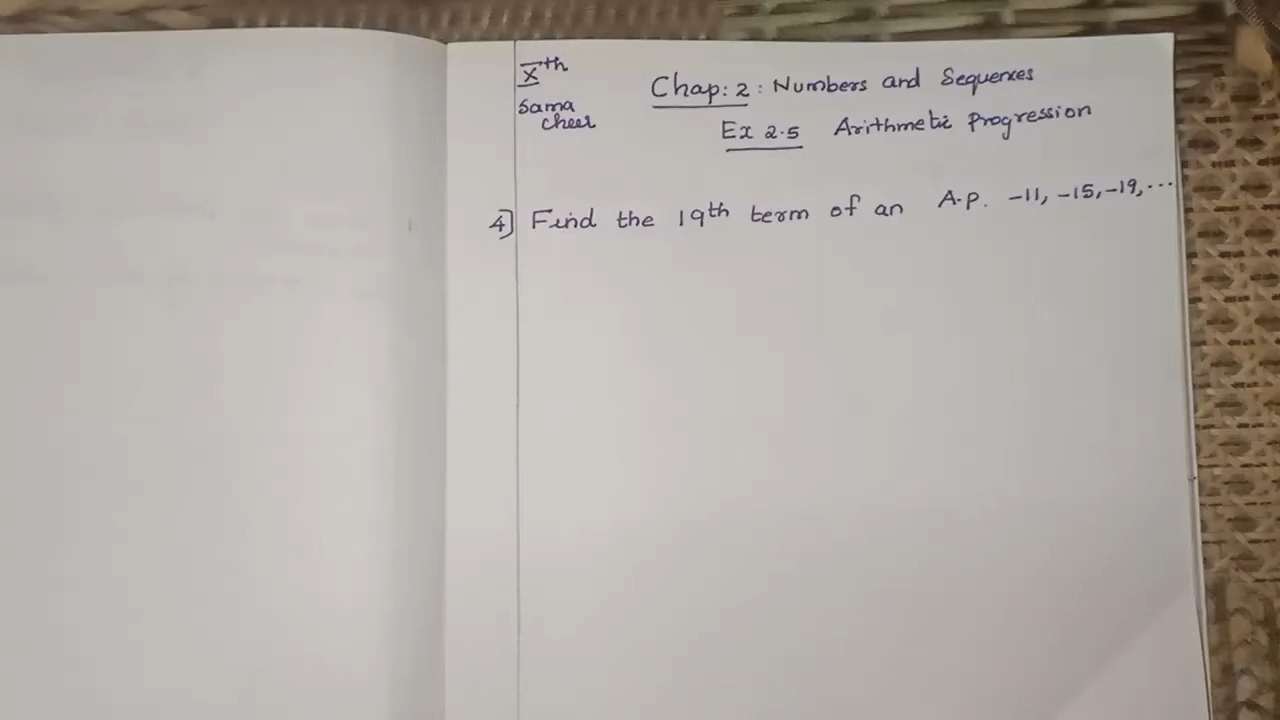 Xth
Sama
cheer
Chap: 2: Numbers and Sequences
Ex 2.5 Arithmetic Progression
4] Find the 19th term of an A.P. -11, -15, -19, ...